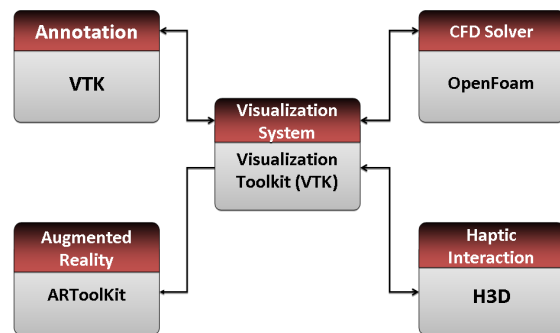 Annotation
VTK
CFD Solver
OpenFoam
Visualization
System
Visualization
Toolkit (VTK)
Augmented
Reality
ARToolKit
Haptic
Interaction
H3D